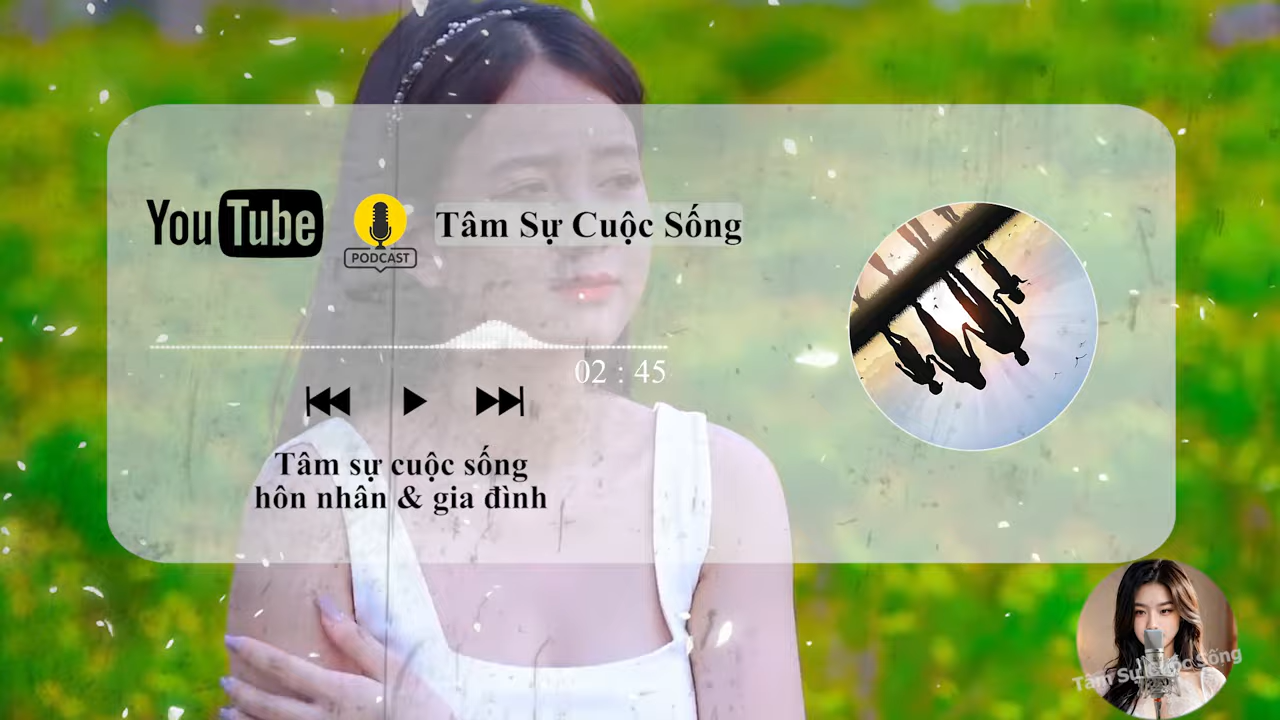 YouTube
PODCAST
Tâm Sự Cuộc Sống
02 : 45
Tâm sự cuộc sống
hôn nhân & gia đình
Tâm Sự Cuộc Sống